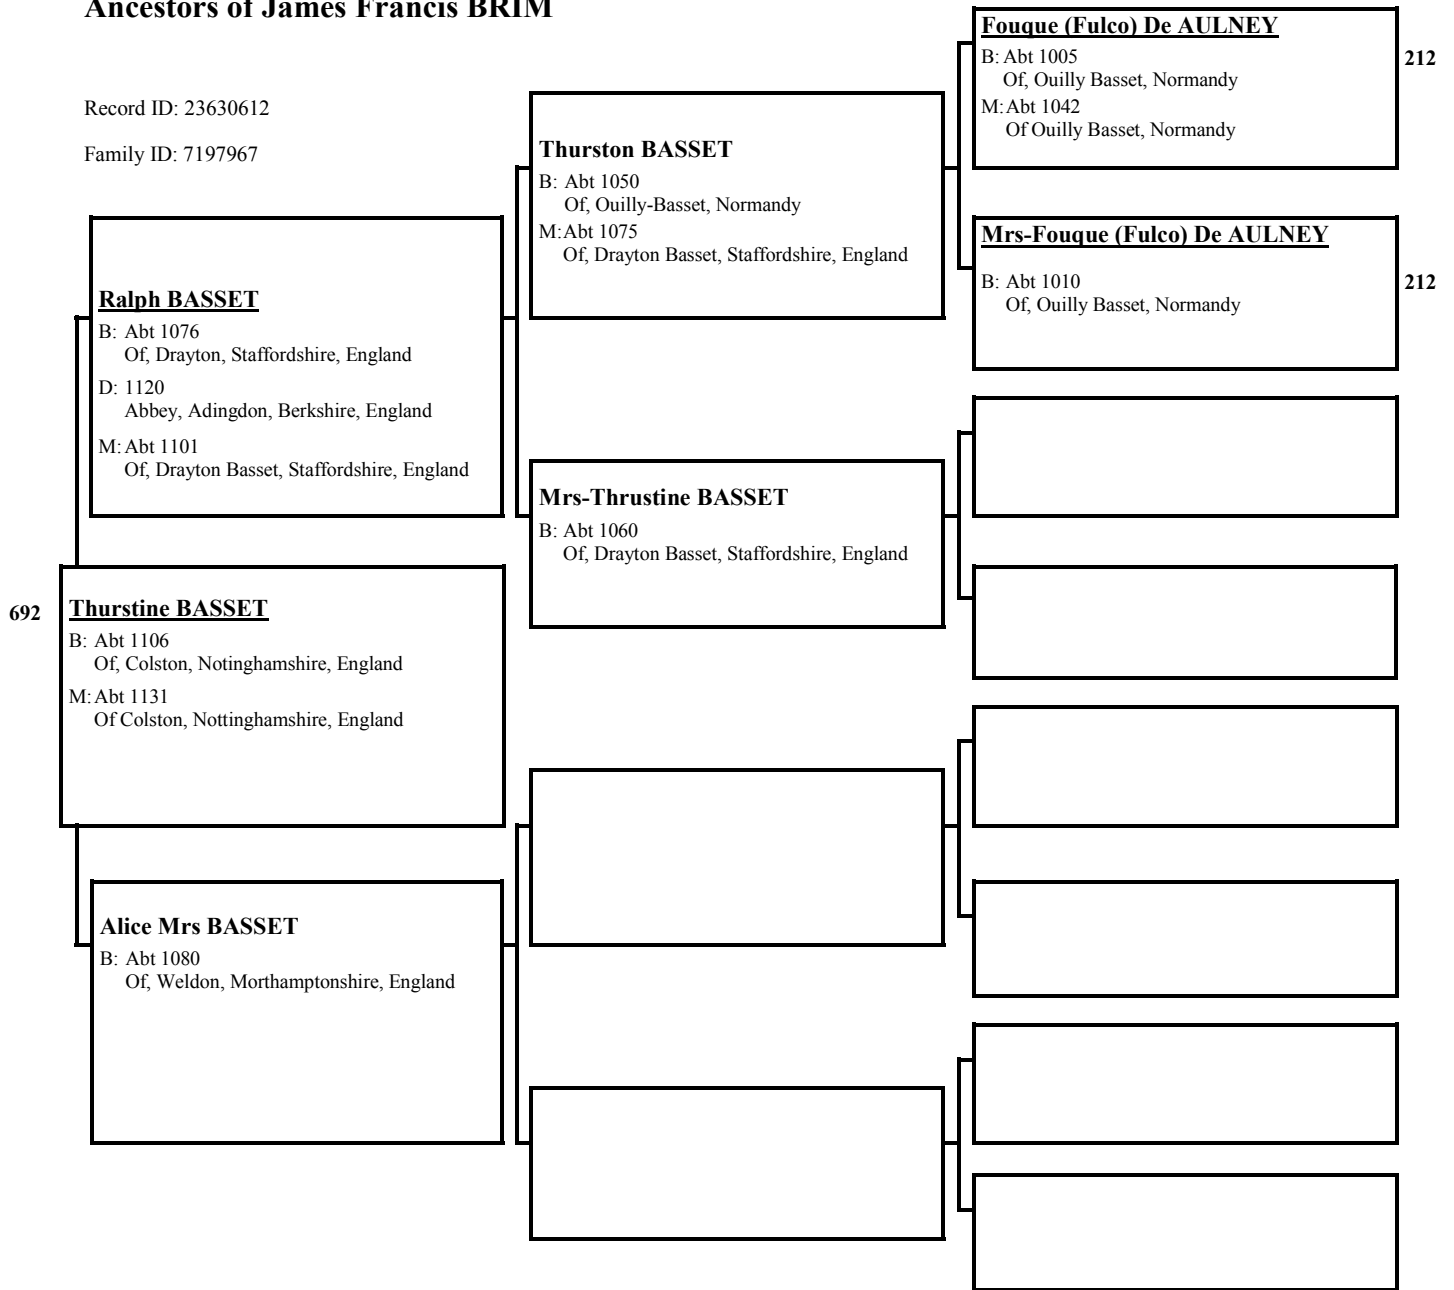 Ancestors of James Francis BRIM
Record ID: 23630612
Family ID: 7197967
692
Thurstine BASSET
B: Abt 1106
Of, Colston, Notinghamshire, England
M: Abt 1131
Of Colston, Nottinghamshire, England
Ralph BASSET
B: Abt 1076
Of, Drayton, Staffordshire, England
D: 1120
Abbey, Adingdon, Berkshire, England
M: Abt 1101
Of, Drayton Basset, Staffordshire, England
Alice Mrs BASSET
B: Abt 1080
Of, Weldon, Morthamptonshire, England
Thurston BASSET
B: Abt 1050
Of, Ouilly-Basset, Normandy
M: Abt 1075
Of, Drayton Basset, Staffordshire, England
Mrs-Thrustine BASSET
B: Abt 1060
Of, Drayton Basset, Staffordshire, England
Fouque (Fulco) De AULNEY
B: Abt 1005
Of, Ouilly Basset, Normandy
M: Abt 1042
Of Ouilly Basset, Normandy
212
Mrs-Fouque (Fulco) De AULNEY
B: Abt 1010
Of, Ouilly Basset, Normandy
212